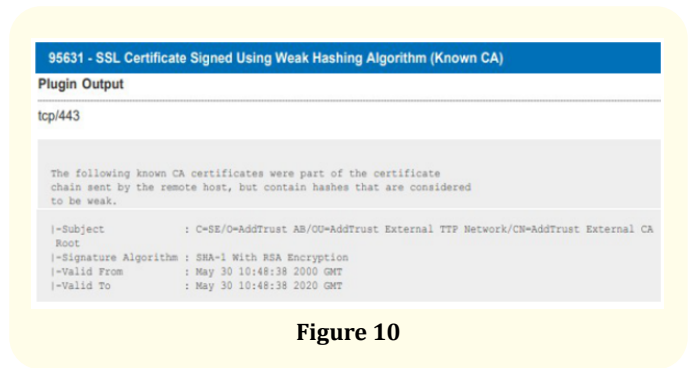 95631 - SSL Certificate Signed Using Weak Hashing Algorithm (Known CA)
Plugin Output
tcp/443
The following known CA certificates were part of the certificate
chain sent by the remote host, but contain hashes that are considered
to be weak.
|-Subject : C=SE/O=AddTrust AB/OU=AddTrust External TTP Network/CN=AddTrust External CA
Root
|-Signature Algorithm : SHA-1 With RSA Encryption
|-Valid From : May 30 10:48:38 2000 GMT
|-Valid To : May 30 10:48:38 2020 GMT
Figure 10